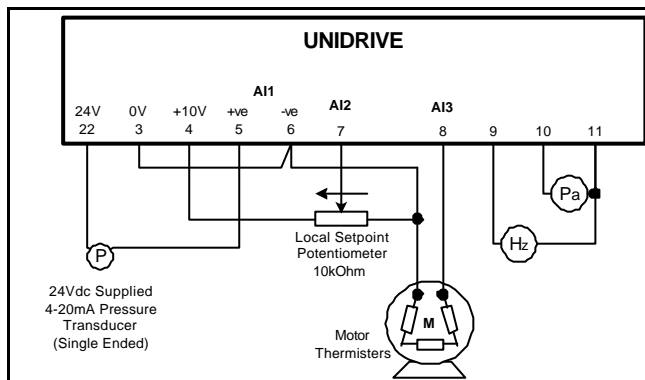 UNIDRIVE
AI1
AI2
AI3
24V 0V +10V +ve -ve
22 3 4 5 6 7 8 9 10 11
Pa
Hz
P
Local Setpoint
Potentiometer
10kOhm
24Vdc Supplied
4-20mA Pressure
Transducer
(Single Ended)
M
Motor
Thermisters